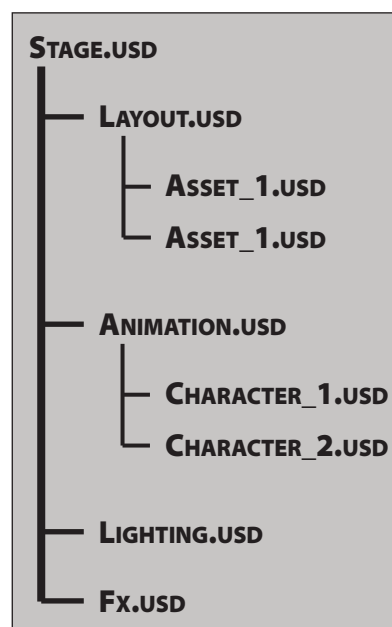 STAGE.USD
LAYOUT.USD
ASSET_1.USD
ASSET_1.USD
ANIMATION.USD
CHARACTER_1.USD
CHARACTER_2.USD
LIGHTING.USD
FX.USD